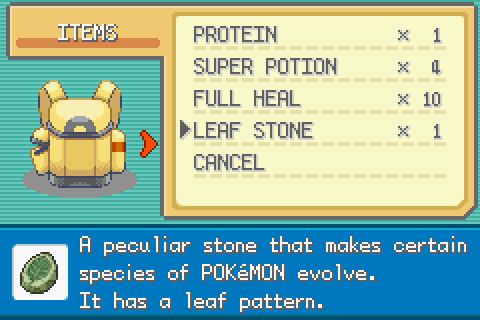 ITEMS
PROTEIN × 1
SUPER POTION × 4
FULL HEAL × 10
LEAF STONE × 1
CANCEL
A peculiar stone that makes certain
species of POKéMON evolve.
It has a leaf pattern.